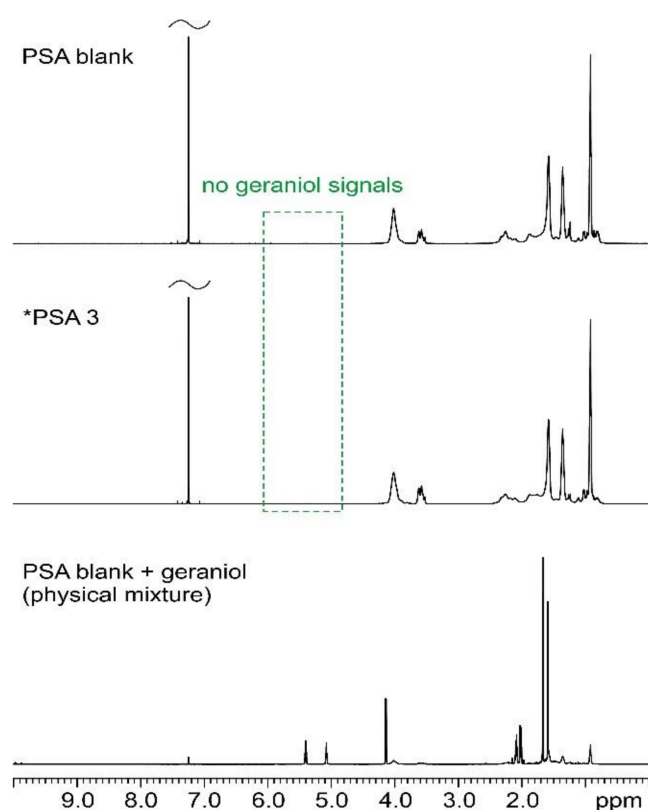 PSA blank
no geraniol signals
*PSA 3
PSA blank + geraniol
(physical mixture)
9.0 8.0 7.0 6.0 5.0 4.0 3.0 2.0 ppm